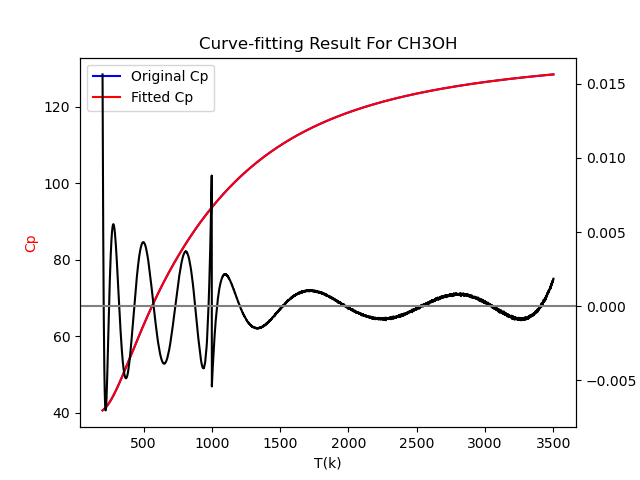 Curve-fitting Result For CH3OH
Original Cp
Fitted Cp
Cp
120
100
80
60
40
0.015
0.010
0.005
0.000
−0.005
500 1000 1500 2000 2500 3000 3500
T(k)